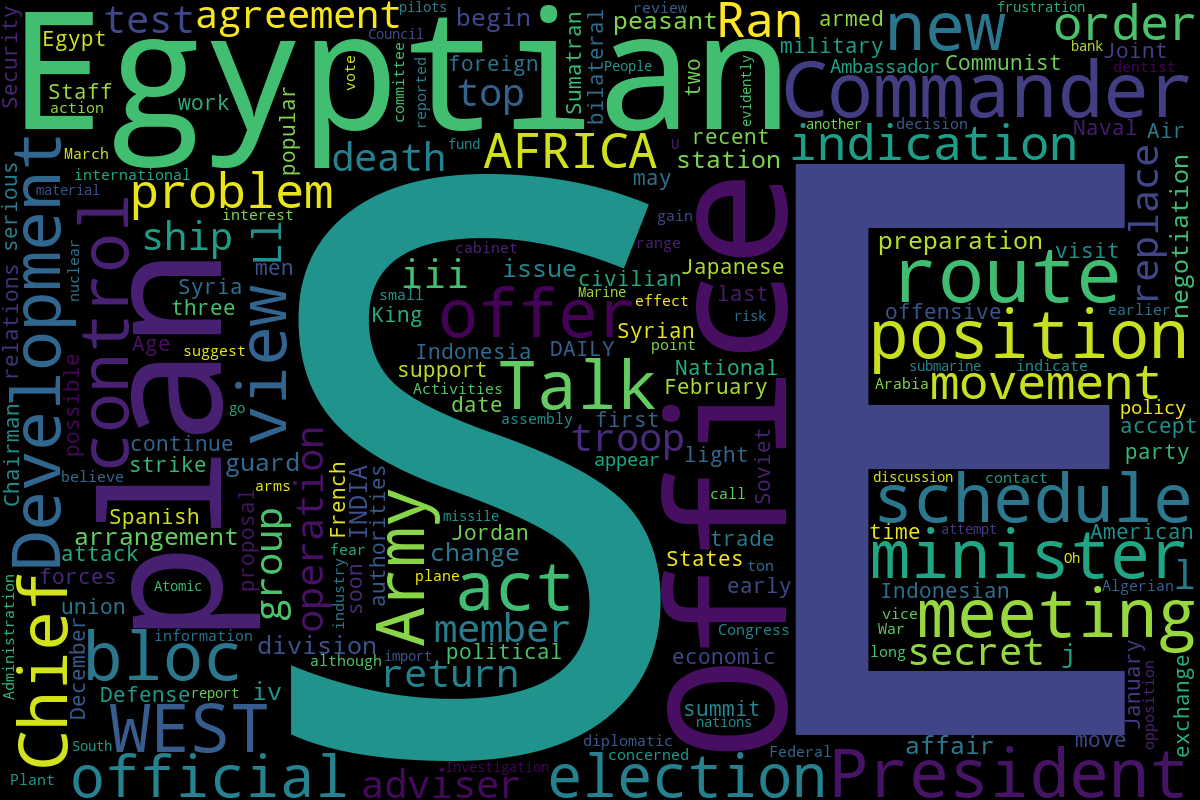 Security
Egyptian
Egypt
test
agreement
pilots
Council
begin
foreign
top
Staff
action
work
popular
vote
committee
reported
Sumatran
bilateral
review
peasant
People
two
evidently
Ran
armed
military
Ambassador
new
frustration
Communist
order
bank
Joint
dentist
Commander
another
decision
Naval
Air
indication
March
international
material
death
fund
AFRICA
U
recent
station
may
serious
relations
Development
problem
interest
ship
LL
men
view
Syria
three
Age
suggest
go
nuclear
control
plan
possible
continue
strike
guard
believe
Chairman
S
cabinet
iii
issue
civilian
small
King
offer
Marine
effect
Syrian
point
Indonesia
DAILY
support
Activities
Talk
date
assembly
first
troop
appear
gain
range
office
Japanese
last
risk
National
February
light
Soviet
call
E
replace
negotiation
preparation
visit
route
offensive
earlier
position
submarine
indicate
Arabia
movement
policy
accept
party
discussion
contact
schedule
time
attempt
American
minister
Oh
Indonesian
Algerian
l
vice
War
meeting
long
secret
j
January
opposition
exchange
Spanish
arrangement
attack
forces
Atomic
union
proposal
group
arms
operation
French
fear
industry
INDIA
soon
authorities
Army
missile
Jordan
change
plane
act
member
political
although
import
return
division
information
Administration
Chief
December
bloc
Defense
report
iv
WEST
South
Plant
official
adviser
Investigation
States
trade
ton
early
Congress
economic
summit
nations
diplomatic
concerned
election
Federal
affair
move
President